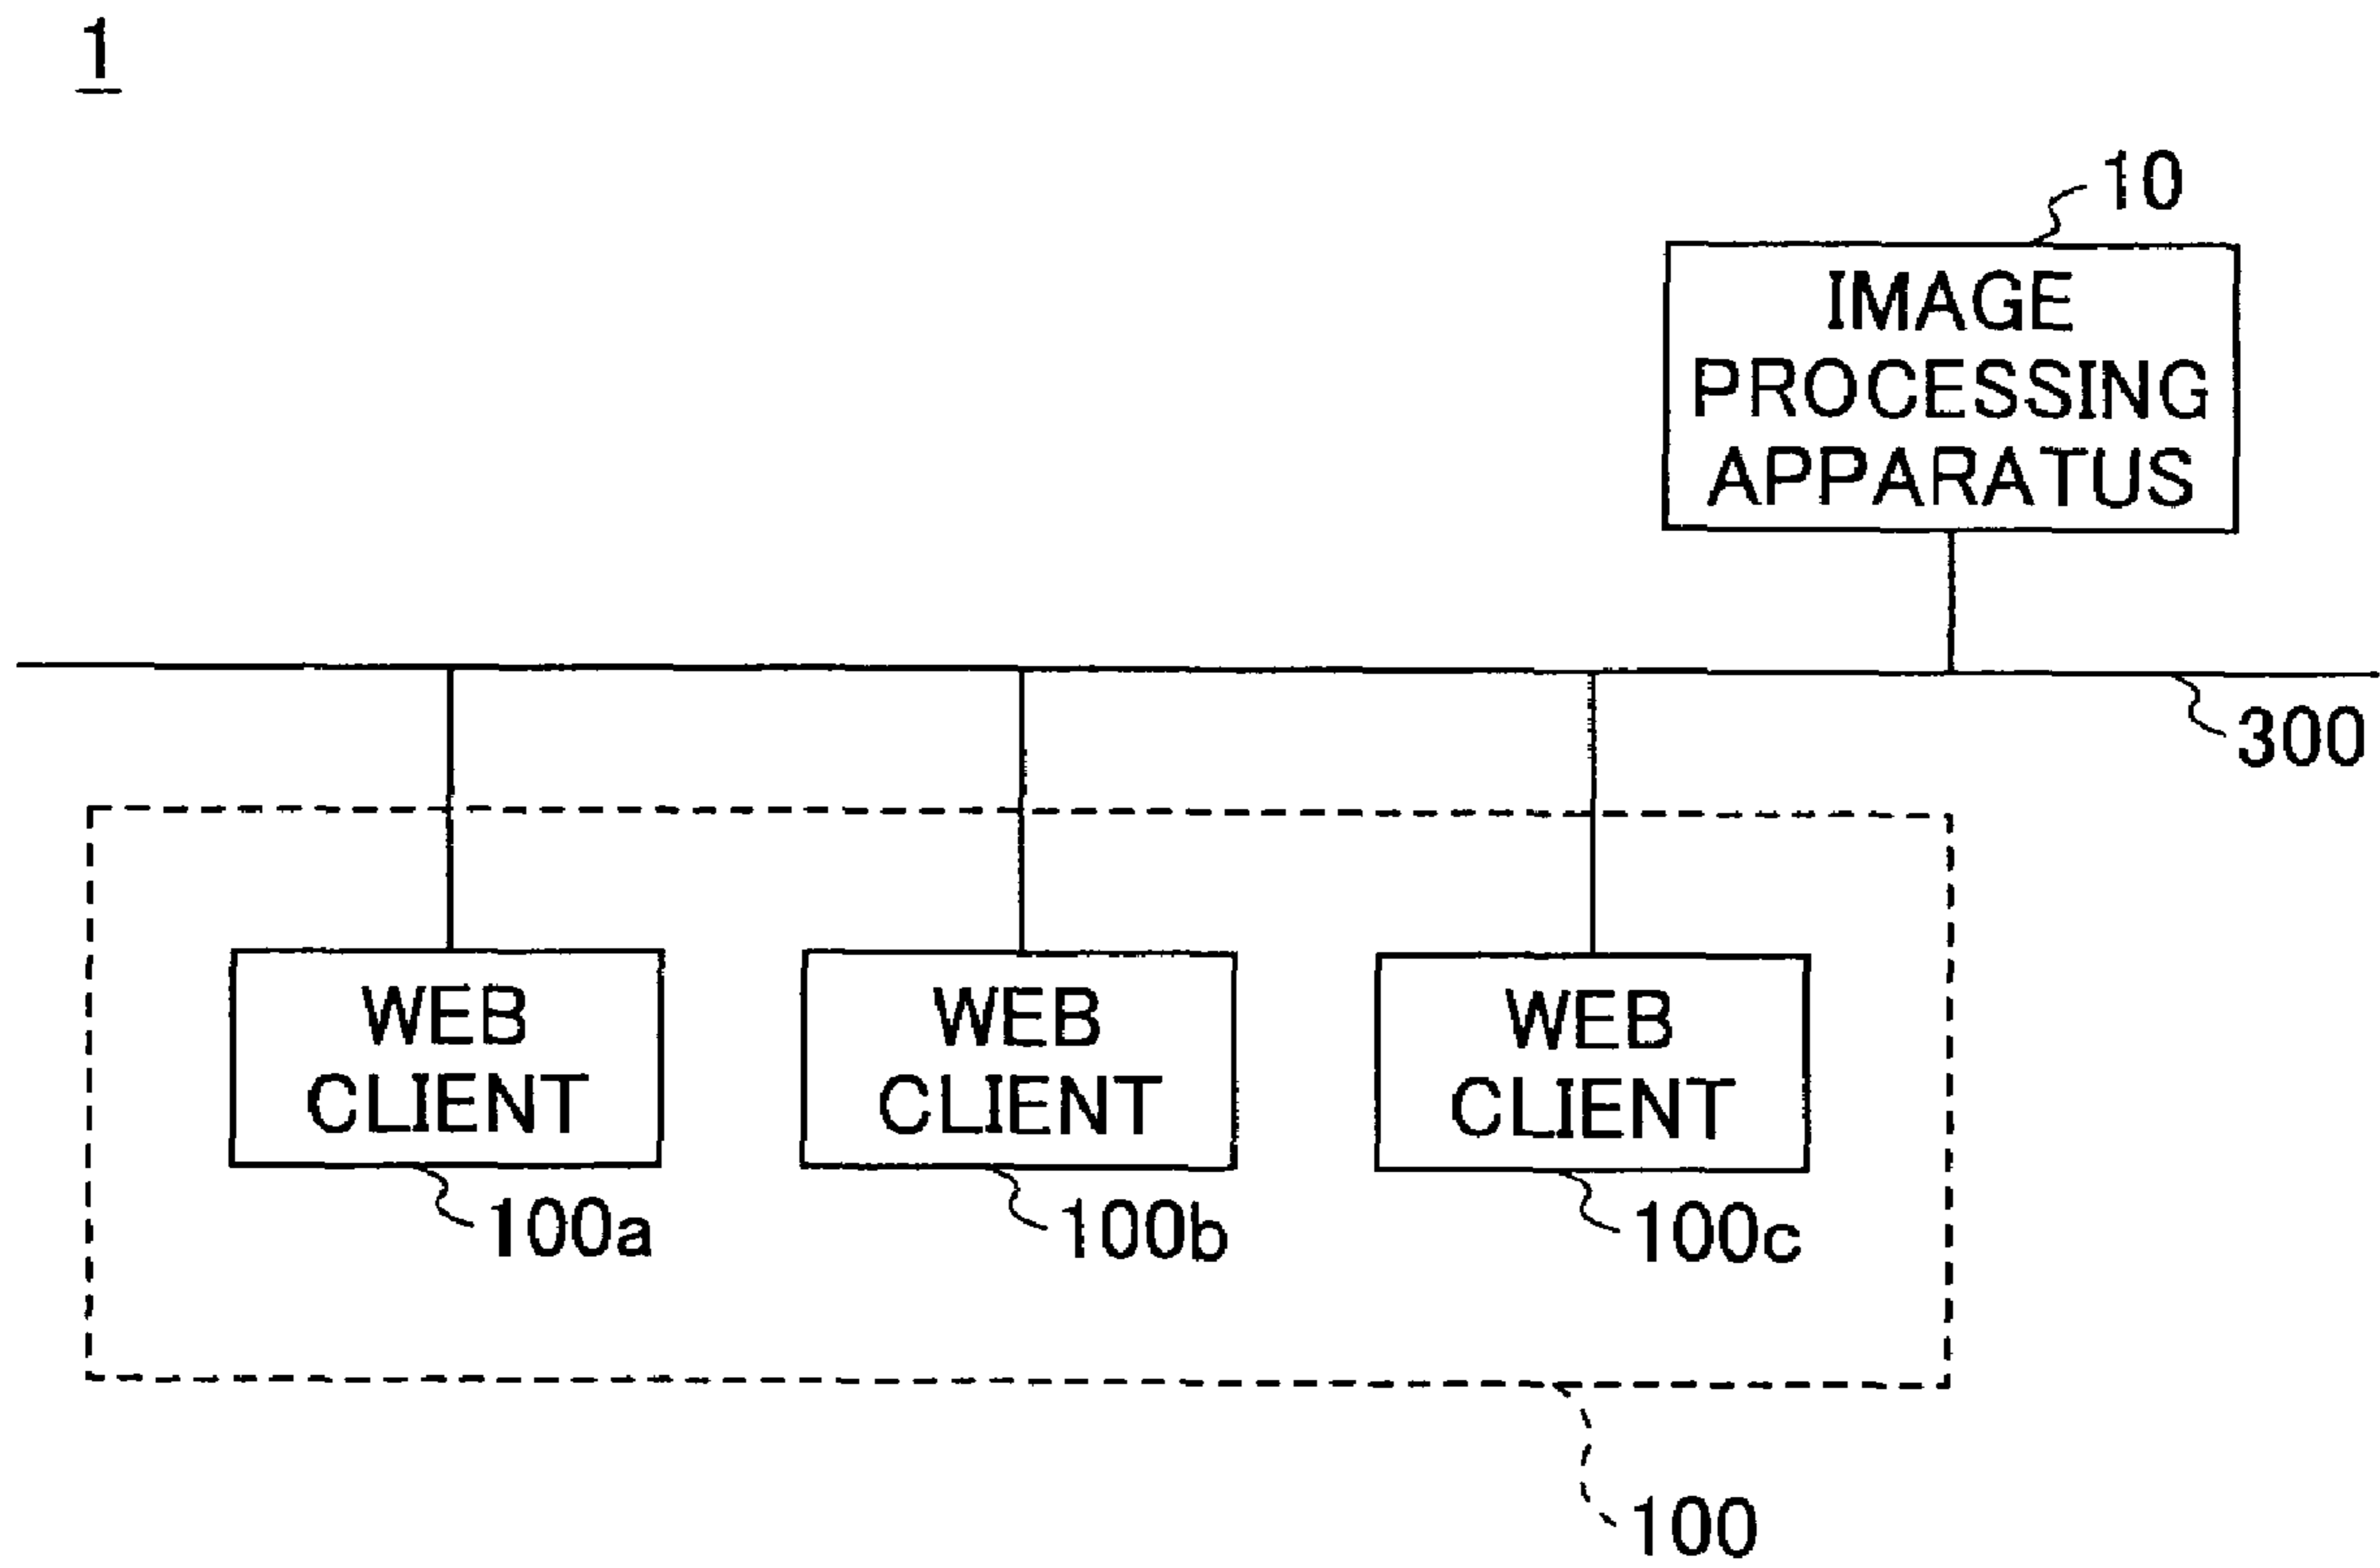 1
10
IMAGE
PROCESSING
APPARATUS
300
WEB
CLIENT
100a
WEB
CLIENT
100b
WEB
CLIENT
100c
100